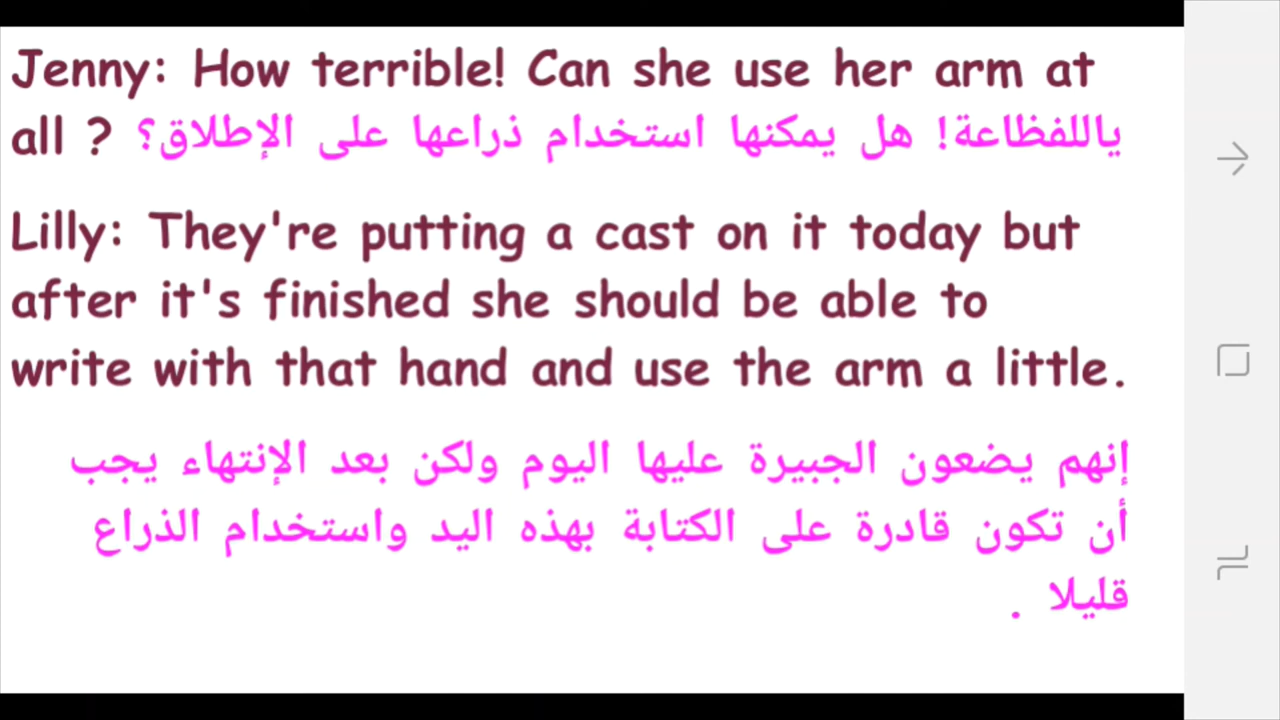 Jenny: How terrible! Can she use her arm at
all ? ياللفظاعة! هل يمكنها استخدام ذراعها على الإطلاق؟
Lilly: They're putting a cast on it today but
after it's finished she should be able to
write with that hand and use the arm a little.
إنهم يضعون الجبيرة عليها اليوم ولكن بعد الإنتهاء يجب
أن تكون قادرة على الكتابة بهذه اليد واستخدام الذراع
قليلا .